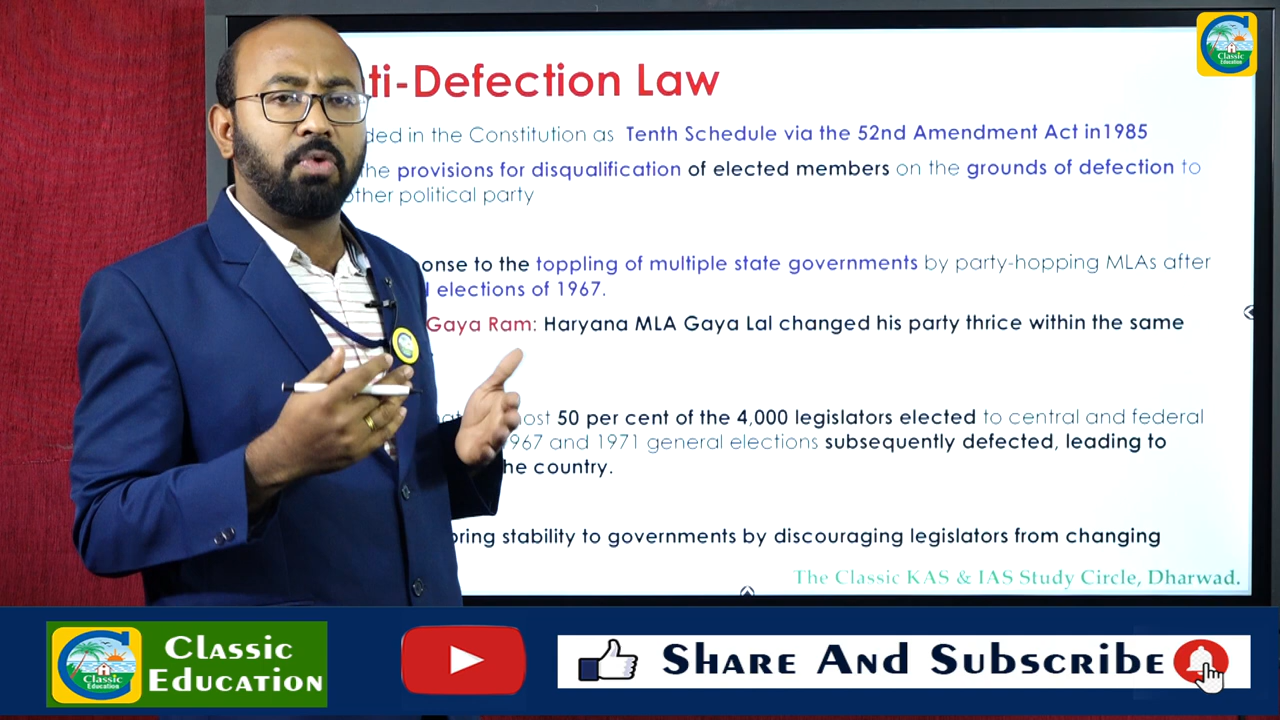 ti-Defection Law
ded in the Constitution as Tenth Schedule via the 52nd Amendment Act in1985
the provisions for disqualification of elected members on the grounds of defection to
other political party
onse to the toppling of multiple state governments by party-hopping MLAs after
elections of 1967.
Gaya Ram: Haryana MLA Gaya Lal changed his party thrice within the same
most 50 per cent of the 4,000 legislators elected to central and federal
967 and 1971 general elections subsequently defected, leading to
he country.
bring stability to governments by discouraging legislators from changing
The Classic KAS & IAS Study Circle, Dharwad.
Classic
Education
Classic
Education
Classic
Education
Share And Subscribe